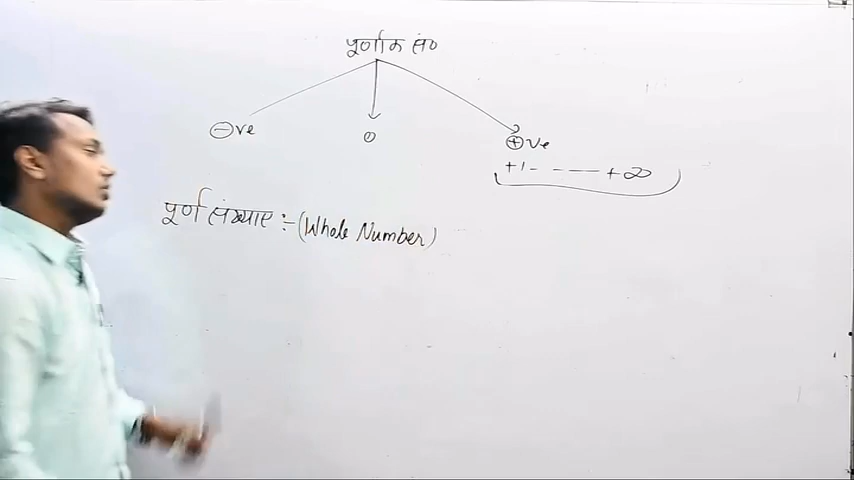 पूर्णांक सं०
⊖ve 0 ⊕ve
+1- - - — +∞
पूर्ण संख्याए :- (Whole Number)